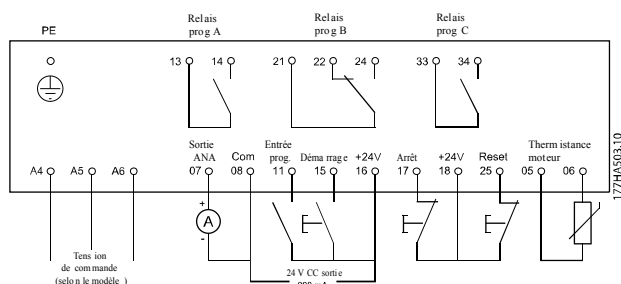 Relais
prog A
Relais
prog B
Relais
prog C
PE
13 14 21 22 24 33 34
Sortie
ANA
Com
Entrée
prog.
Démarrage
+24V
Arrêt
+24V
Reset
Thermistance
moteur
A4 A5 A6 07 08 11 15 16 17 18 25 05 06
+
A
-
Tension
de commande
(selon le modèle)
24 V CC sortie
177HA503.10